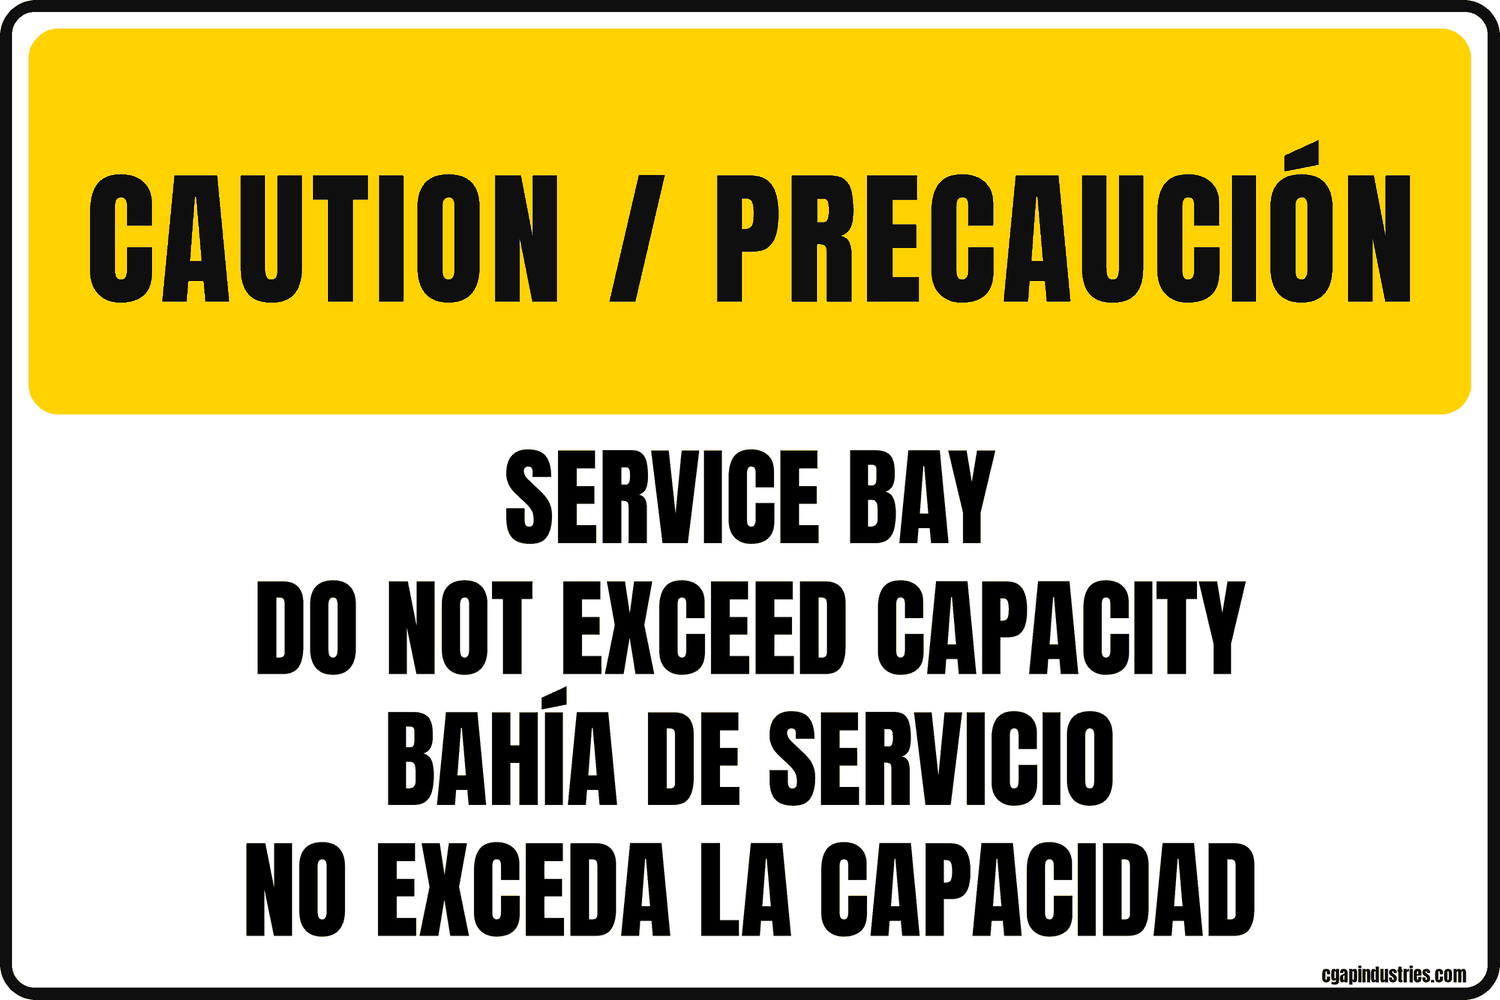 CAUTION / PRECAUCIÓN
SERVICE BAY
DO NOT EXCEED CAPACITY
BAHÍA DE SERVICIO
NO EXCEDA LA CAPACIDAD
cgapindustries.com